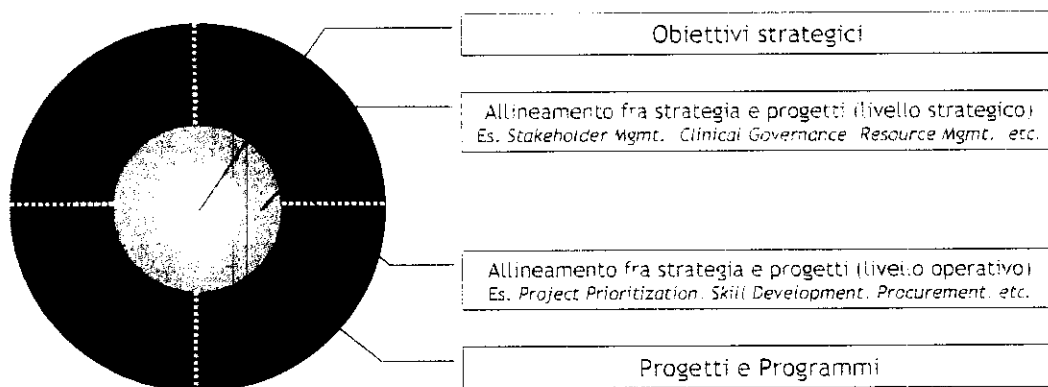 Obiettivi strategici
Allineamento fra strategia e progetti (livello strategico)
Es. Stakeholder Mgmt. Clinical Governance. Resource Mgmt. etc.
Allineamento fra strategia e progetti (livello operativo)
Es. Project Prioritization. Skill Development. Procurement. etc.
Progetti e Programmi